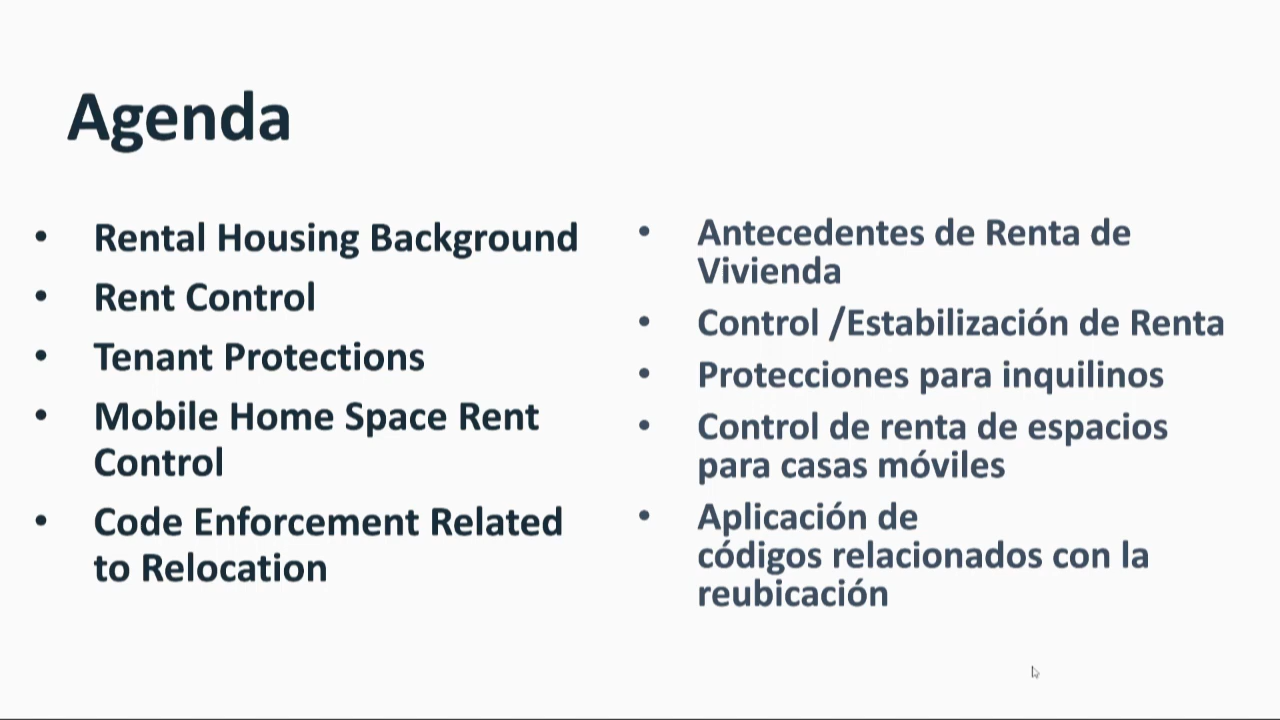 Agenda
• Rental Housing Background
• Rent Control
• Tenant Protections
• Mobile Home Space Rent
Control
• Code Enforcement Related
to Relocation
• Antecedentes de Renta de
Vivienda
• Control /Estabilización de Renta
• Protecciones para inquilinos
• Control de renta de espacios
para casas móviles
• Aplicación de
códigos relacionados con la
reubicación